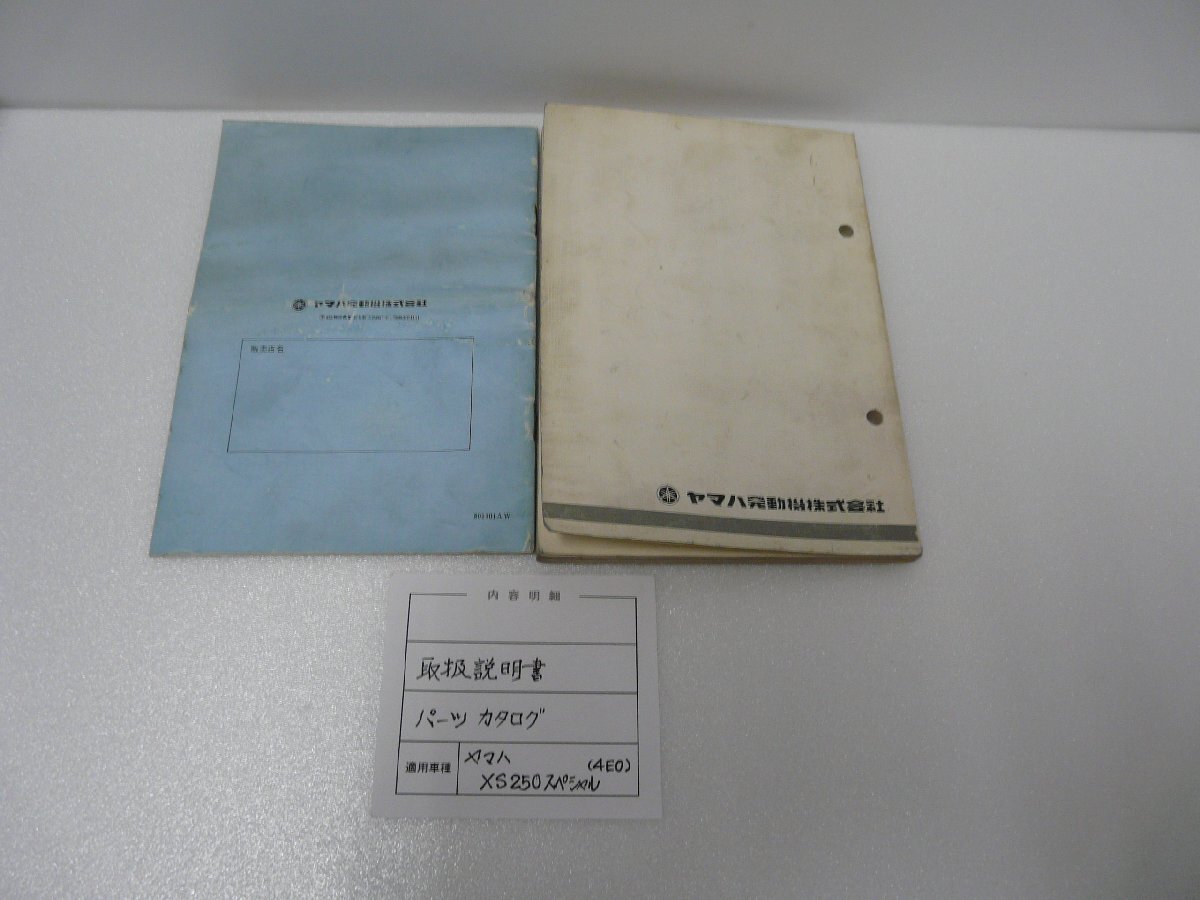 ヤマハ発動機株式会社
販売店名
ヤマハ発動機株式会社
内容明細
取扱説明書
パーツカタログ
適用車種
ヤマハ (4E0)
XS250スペシャル